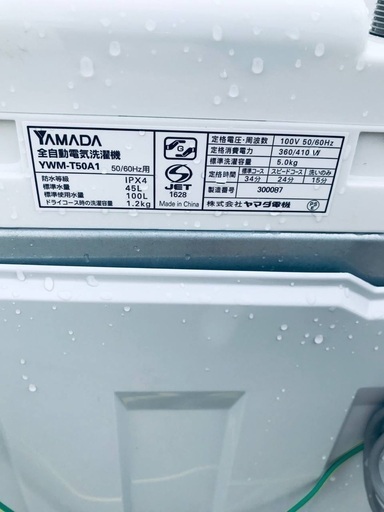 YAMADA
全自動電気洗濯機
YWM-T50A1 50/60Hz用
防水等級 IPX4
標準水量 45L
標準使用水量 100L
ドライコース時の洗濯容量 1.2kg
G
S
JET
1628
Made in China
定格電圧・周波数 100V 50/60Hz
定格消費電力 360/410 W
標準洗濯容量 5.0kg
定格時間 標準コース スピードコース 洗いのみ
34分 24分 15分
製造番号 3000B7
株式会社ヤマダ電機